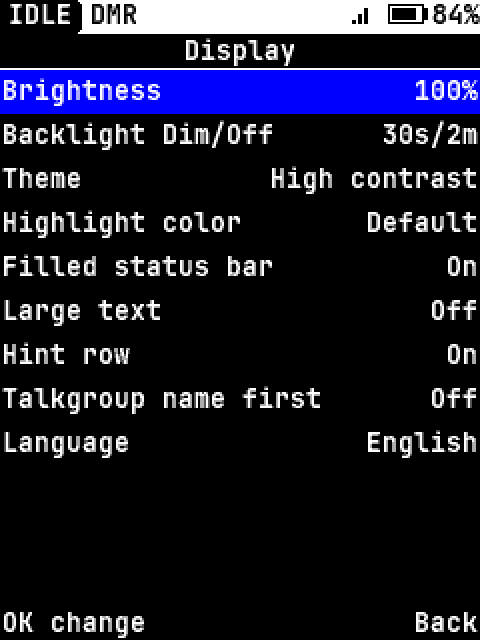 IDLE DMR 84%
Display
Brightness 100%
Backlight Dim/Off 30s/2m
Theme High contrast
Highlight color Default
Filled status bar On
Large text Off
Hint row On
Talkgroup name first Off
Language English
OK change Back